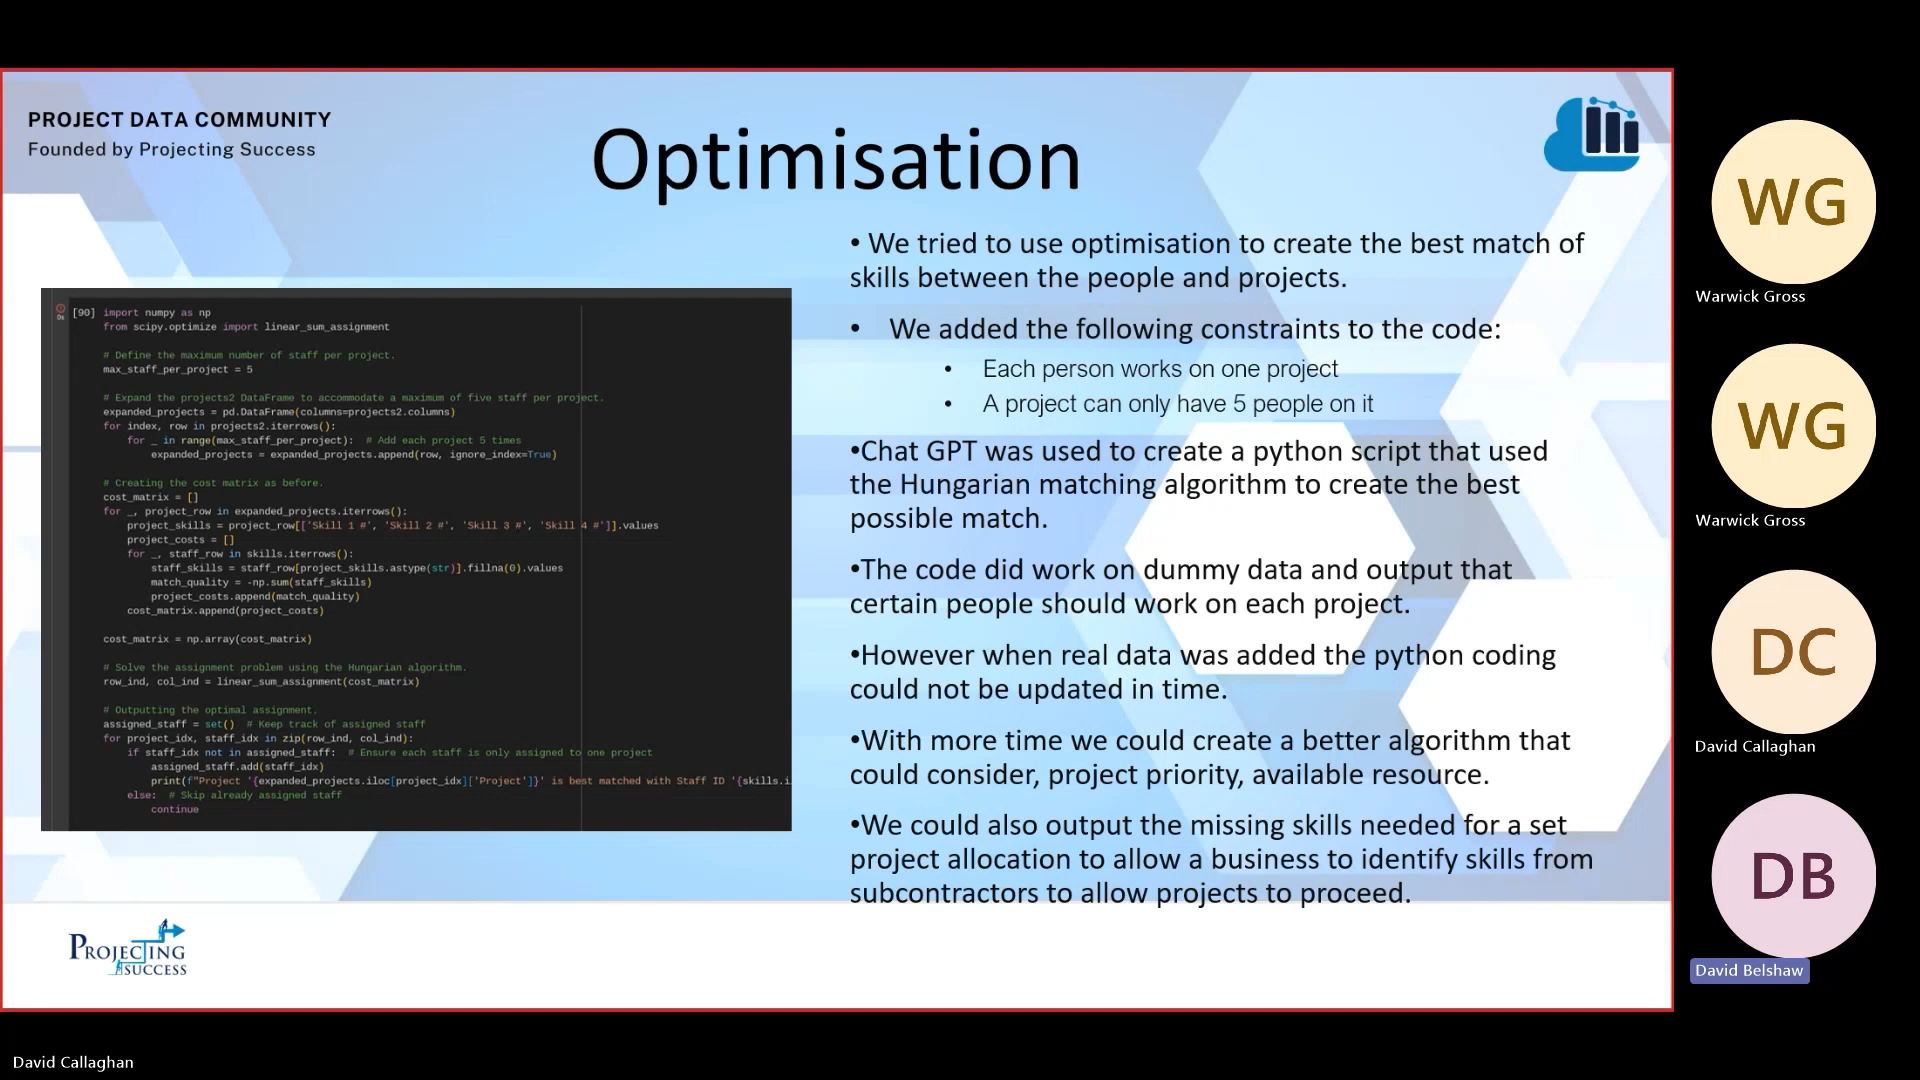 PROJECT DATA COMMUNITY
Founded by Projecting Success
Optimisation
• We tried to use optimisation to create the best match of
skills between the people and projects.
• We added the following constraints to the code:
• Each person works on one project
• A project can only have 5 people on it
•Chat GPT was used to create a python script that used
the Hungarian matching algorithm to create the best
possible match.
•The code did work on dummy data and output that
certain people should work on each project.
•However when real data was added the python coding
could not be updated in time.
•With more time we could create a better algorithm that
could consider, project priority, available resource.
•We could also output the missing skills needed for a set
project allocation to allow a business to identify skills from
subcontractors to allow projects to proceed.
[90] import numpy as np
from scipy.optimize import linear_sum_assignment
# Define the maximum number of staff per project.
max_staff_per_project = 5
# Expand the projects2 DataFrame to accommodate a maximum of five staff per project.
expanded_projects = pd.DataFrame(columns=projects2.columns)
for index, row in projects2.iterrows():
for _ in range(max_staff_per_project):  # Add each project 5 times
expanded_projects = expanded_projects.append(row, ignore_index=True)
# Creating the cost matrix as before.
cost_matrix = []
for _, project_row in expanded_projects.iterrows():
project_skills = project_row[['Skill 1 #', 'Skill 2 #', 'Skill 3 #', 'Skill 4 #']].values
project_costs = []
for _, staff_row in skills.iterrows():
staff_skills = staff_row[project_skills.astype(str)].fillna(0).values
match_quality = -np.sum(staff_skills)
project_costs.append(match_quality)
cost_matrix.append(project_costs)
cost_matrix = np.array(cost_matrix)
# Solve the assignment problem using the Hungarian algorithm.
row_ind, col_ind = linear_sum_assignment(cost_matrix)
# Outputting the optimal assignment.
assigned_staff = set()  # Keep track of assigned staff
for project_idx, staff_idx in zip(row_ind, col_ind):
if staff_idx not in assigned_staff:  # Ensure each staff is only assigned to one project
assigned_staff.add(staff_idx)
print(f"Project '{expanded_projects.iloc[project_idx]['Project']}' is best matched with Staff ID '{skills.i
else:  # Skip already assigned staff
continue
PROJECTING
SUCCESS
WG
Warwick Gross
WG
Warwick Gross
DC
David Callaghan
DB
David Belshaw
David Callaghan